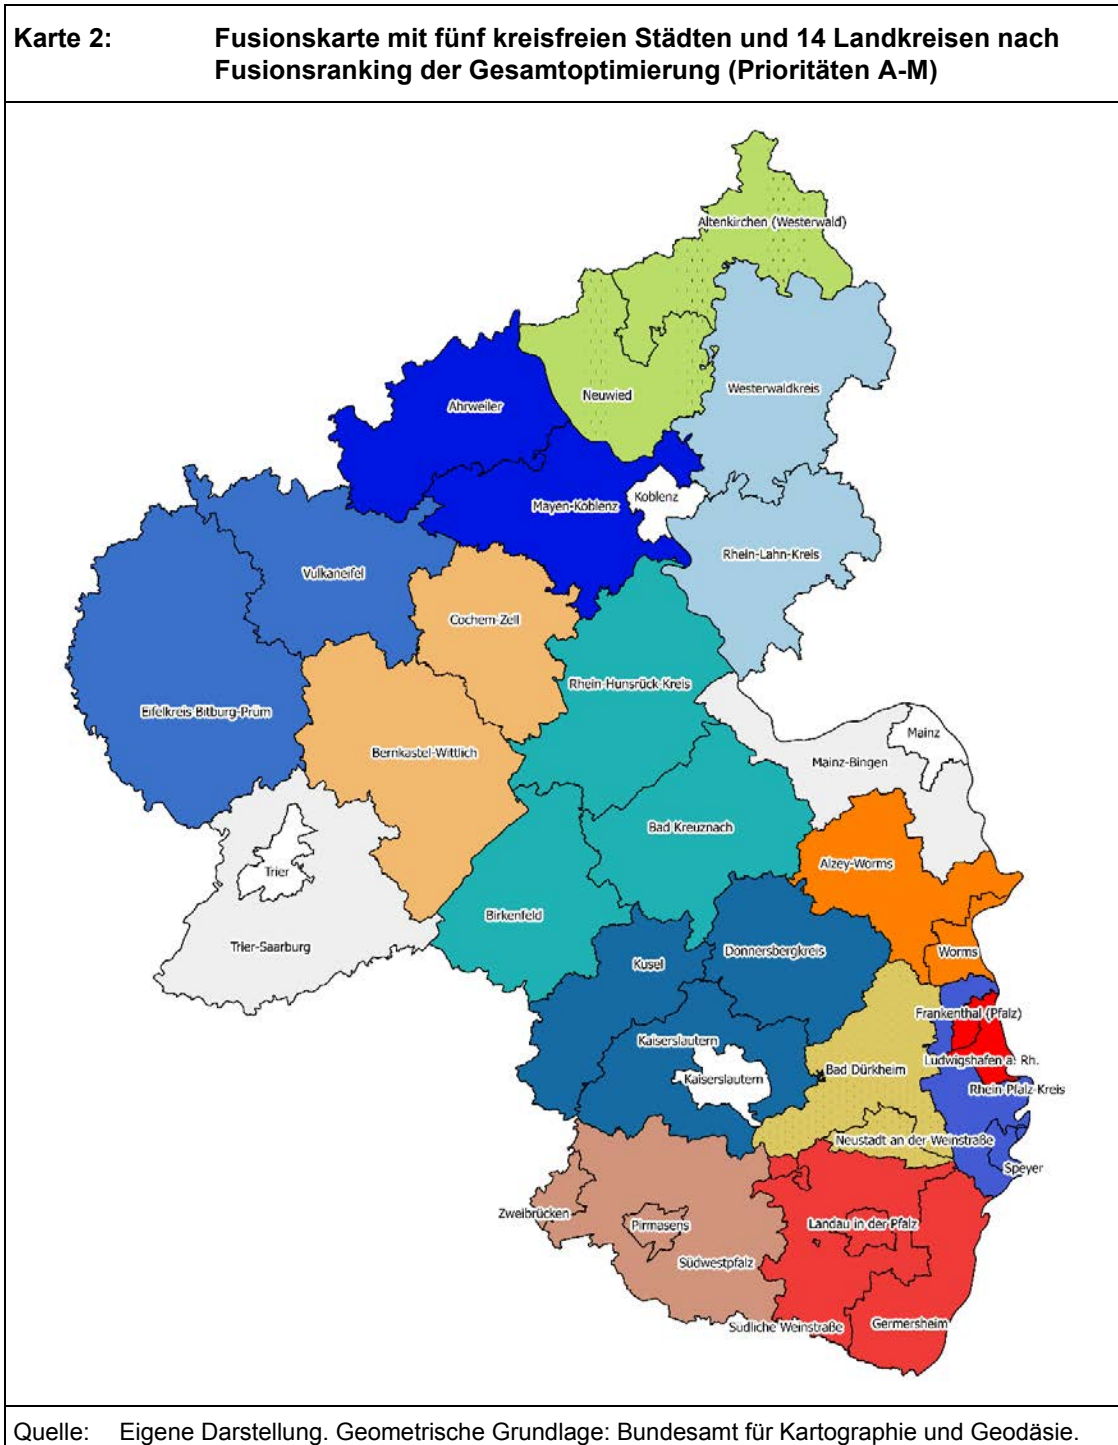 Karte 2: Fusionskarte mit fünf kreisfreien Städten und 14 Landkreisen nach
Fusionsranking der Gesamtoptimierung (Prioritäten A-M)
Altenkirchen (Westerwald)
Westerwaldkreis
Neuwied
Ahrweiler
Koblenz
Mayen-Koblenz
Rhein-Lahn-Kreis
Vulkaneifel
Cochem-Zell
Rhein-Hunsrück-Kreis
Eifelkreis Bitburg-Prüm
Mainz
Bernkastel-Wittlich
Mainz-Bingen
Bad Kreuznach
Alzey-Worms
Trier
Birkenfeld
Trier-Saarburg
Donnersbergkreis
Worms
Kusel
Frankenthal (Pfalz)
Kaiserslautern
Ludwigshafen a. Rh.
Bad Dürkheim
Kaiserslautern
Rhein-Pfalz-Kreis
Neustadt an der Weinstraße
Speyer
Zweibrücken
Pirmasens
Landau in der Pfalz
Südwestpfalz
Südliche Weinstraße
Germersheim
Quelle: Eigene Darstellung. Geometrische Grundlage: Bundesamt für Kartographie und Geodäsie.